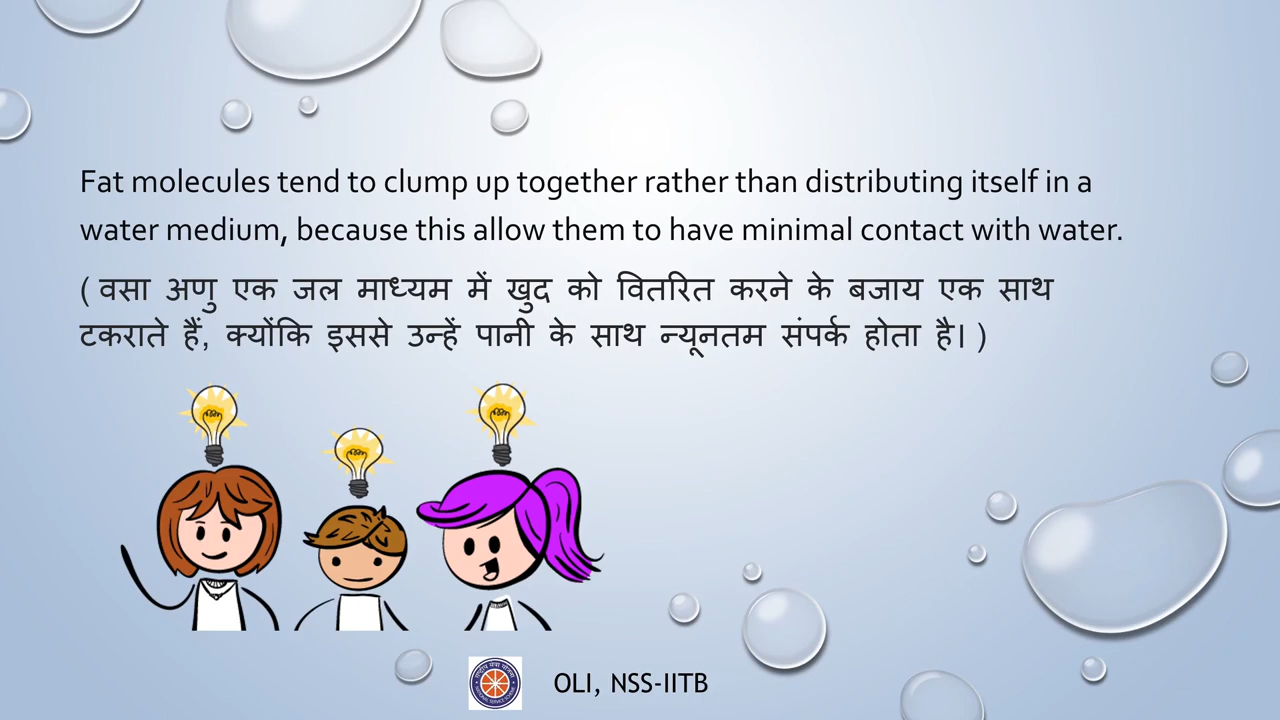 Fat molecules tend to clump up together rather than distributing itself in a
water medium, because this allow them to have minimal contact with water.
( वसा अणु एक जल माध्यम में खुद को वितरित करने के बजाय एक साथ
टकराते हैं, क्योंकि इससे उन्हें पानी के साथ न्यूनतम संपर्क होता है। )
OLI, NSS-IITB